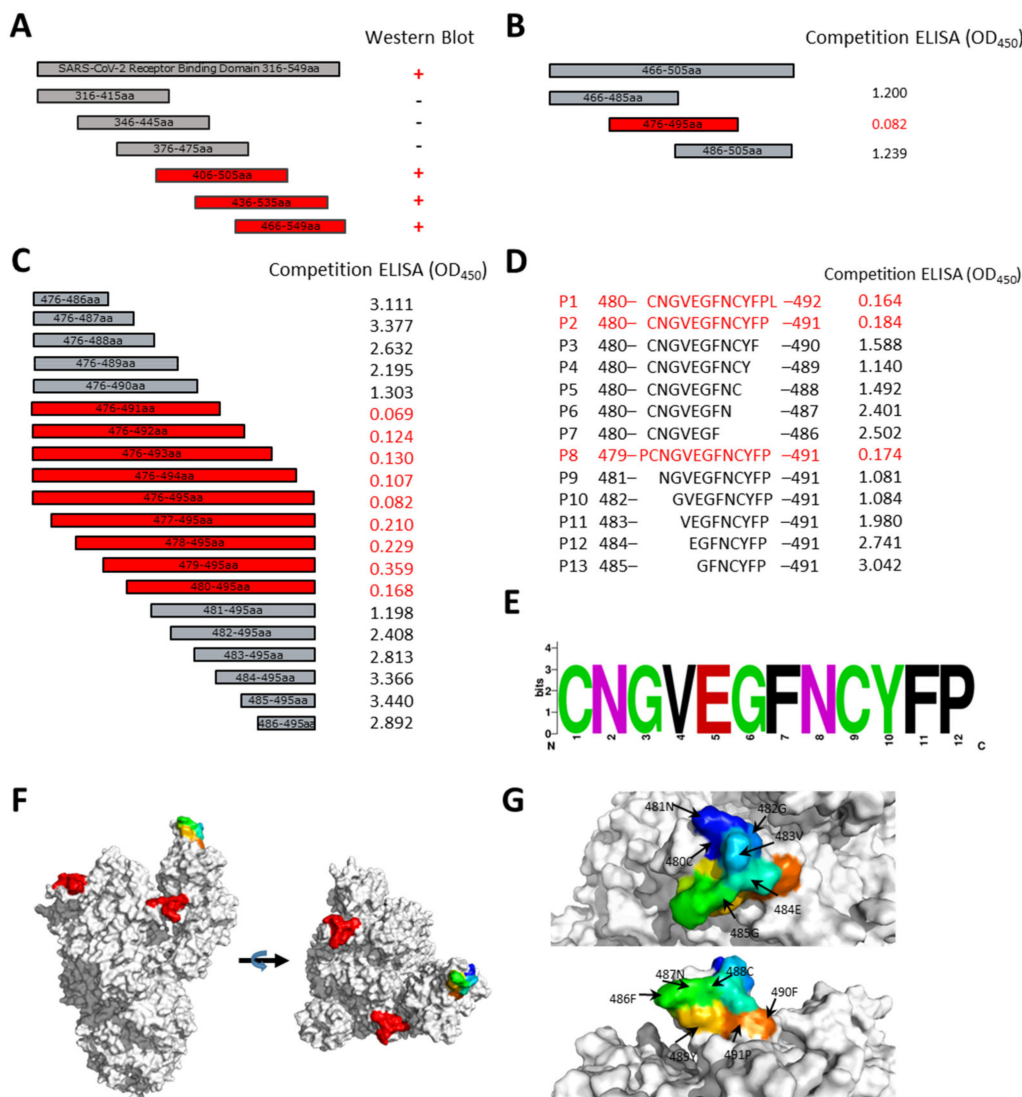 A
Western Blot
SARS-CoV-2 Receptor Binding Domain 316-549aa +
316-415aa -
346-445aa -
376-475aa -
406-505aa +
436-535aa +
466-549aa +
B
Competition ELISA (OD450)
466-505aa
466-485aa 1.200
476-495aa 0.082
486-505aa 1.239
C
Competition ELISA (OD450)
476-486aa 3.111
476-487aa 3.377
476-488aa 2.632
476-489aa 2.195
476-490aa 1.303
476-491aa 0.069
476-492aa 0.124
476-493aa 0.130
476-494aa 0.107
476-495aa 0.082
477-495aa 0.210
478-495aa 0.229
479-495aa 0.359
480-495aa 0.168
481-495aa 1.198
482-495aa 2.408
483-495aa 2.813
484-495aa 3.366
485-495aa 3.440
486-495aa 2.892
D
Competition ELISA (OD450)
P1 480– CNGVEGFNCYFPL –492 0.164
P2 480– CNGVEGFNCYFP –491 0.184
P3 480– CNGVEGFNCYF –490 1.588
P4 480– CNGVEGFNCY –489 1.140
P5 480– CNGVEGFNC –488 1.492
P6 480– CNGVEGFN –487 2.401
P7 480– CNGVEGF –486 2.502
P8 479– PCNGVEGFNCYFP –491 0.174
P9 481– NGVEGFNCYFP –491 1.081
P10 482– GVEGFNCYFP –491 1.084
P11 483– VEGFNCYFP –491 1.980
P12 484– EGFNCYFP –491 2.741
P13 485– GFNCYFP –491 3.042
E
bits
4
3
2
1
0
CNGVEGFNCYFP
N 1 2 3 4 5 6 7 8 9 10 11 12 C
F
G
481N 482G
483V
480C
484E
485G
487N 488C
486F 490F
489Y 491P